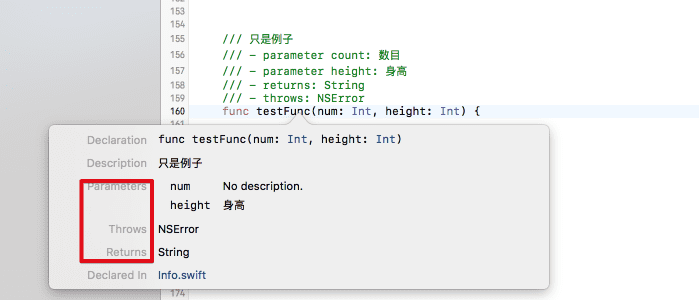 152
153
154
155 /// 只是例子
156 /// - parameter count: 数目
157 /// - parameter height: 身高
158 /// - returns: String
159 /// - throws: NSError
160 func testFunc(num: Int, height: Int) {
161
Declaration func testFunc(num: Int, height: Int)
Description 只是例子
Parameters num No description.
height 身高
Throws NSError
Returns String
Declared In Info.swift
174